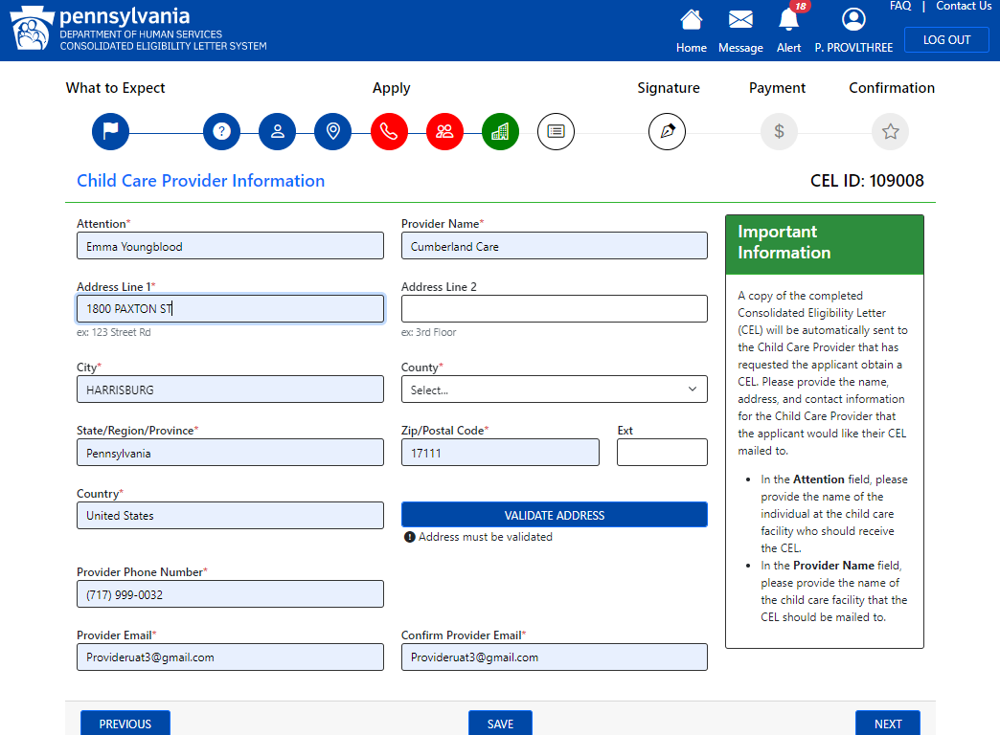 pennsylvania
DEPARTMENT OF HUMAN SERVICES
CONSOLIDATED ELIGIBILITY LETTER SYSTEM
Home
Message
18
Alert
P. PROVLTHREE
FAQ | Contact Us
LOG OUT
What to Expect
Apply
Signature
Payment
Confirmation
?
$
Child Care Provider Information
CEL ID: 109008
Attention*
Emma Youngblood
Provider Name*
Cumberland Care
Address Line 1*
1800 PAXTON ST
ex: 123 Street Rd
Address Line 2
ex: 3rd Floor
City*
HARRISBURG
County*
Select...
State/Region/Province*
Pennsylvania
Zip/Postal Code*
17111
Ext
Country*
United States
VALIDATE ADDRESS
! Address must be validated
Provider Phone Number*
(717) 999-0032
Provider Email*
Provideruat3@gmail.com
Confirm Provider Email*
Provideruat3@gmail.com
Important
Information
A copy of the completed
Consolidated Eligibility Letter
(CEL) will be automatically sent to
the Child Care Provider that has
requested the applicant obtain a
CEL. Please provide the name,
address, and contact information
for the Child Care Provider that
the applicant would like their CEL
mailed to.
• In the Attention field, please
provide the name of the
individual at the child care
facility who should receive
the CEL.
• In the Provider Name field,
please provide the name of
the child care facility that the
CEL should be mailed to.
PREVIOUS
SAVE
NEXT